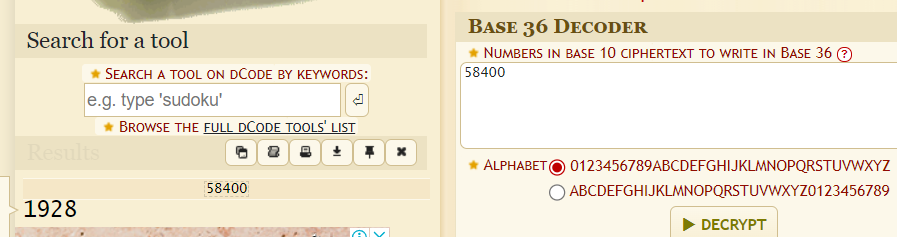 Search for a tool
★ Search a tool on dCode by keywords:
e.g. type 'sudoku'
★ Browse the full dCode tools' list
Results
58400
1928
Base 36 Decoder
★ Numbers in base 10 ciphertext to write in Base 36 ?
58400
★ Alphabet 0123456789ABCDEFGHIJKLMNOPQRSTUVWXYZ
ABCDEFGHIJKLMNOPQRSTUVWXYZ0123456789
▶ DECRYPT